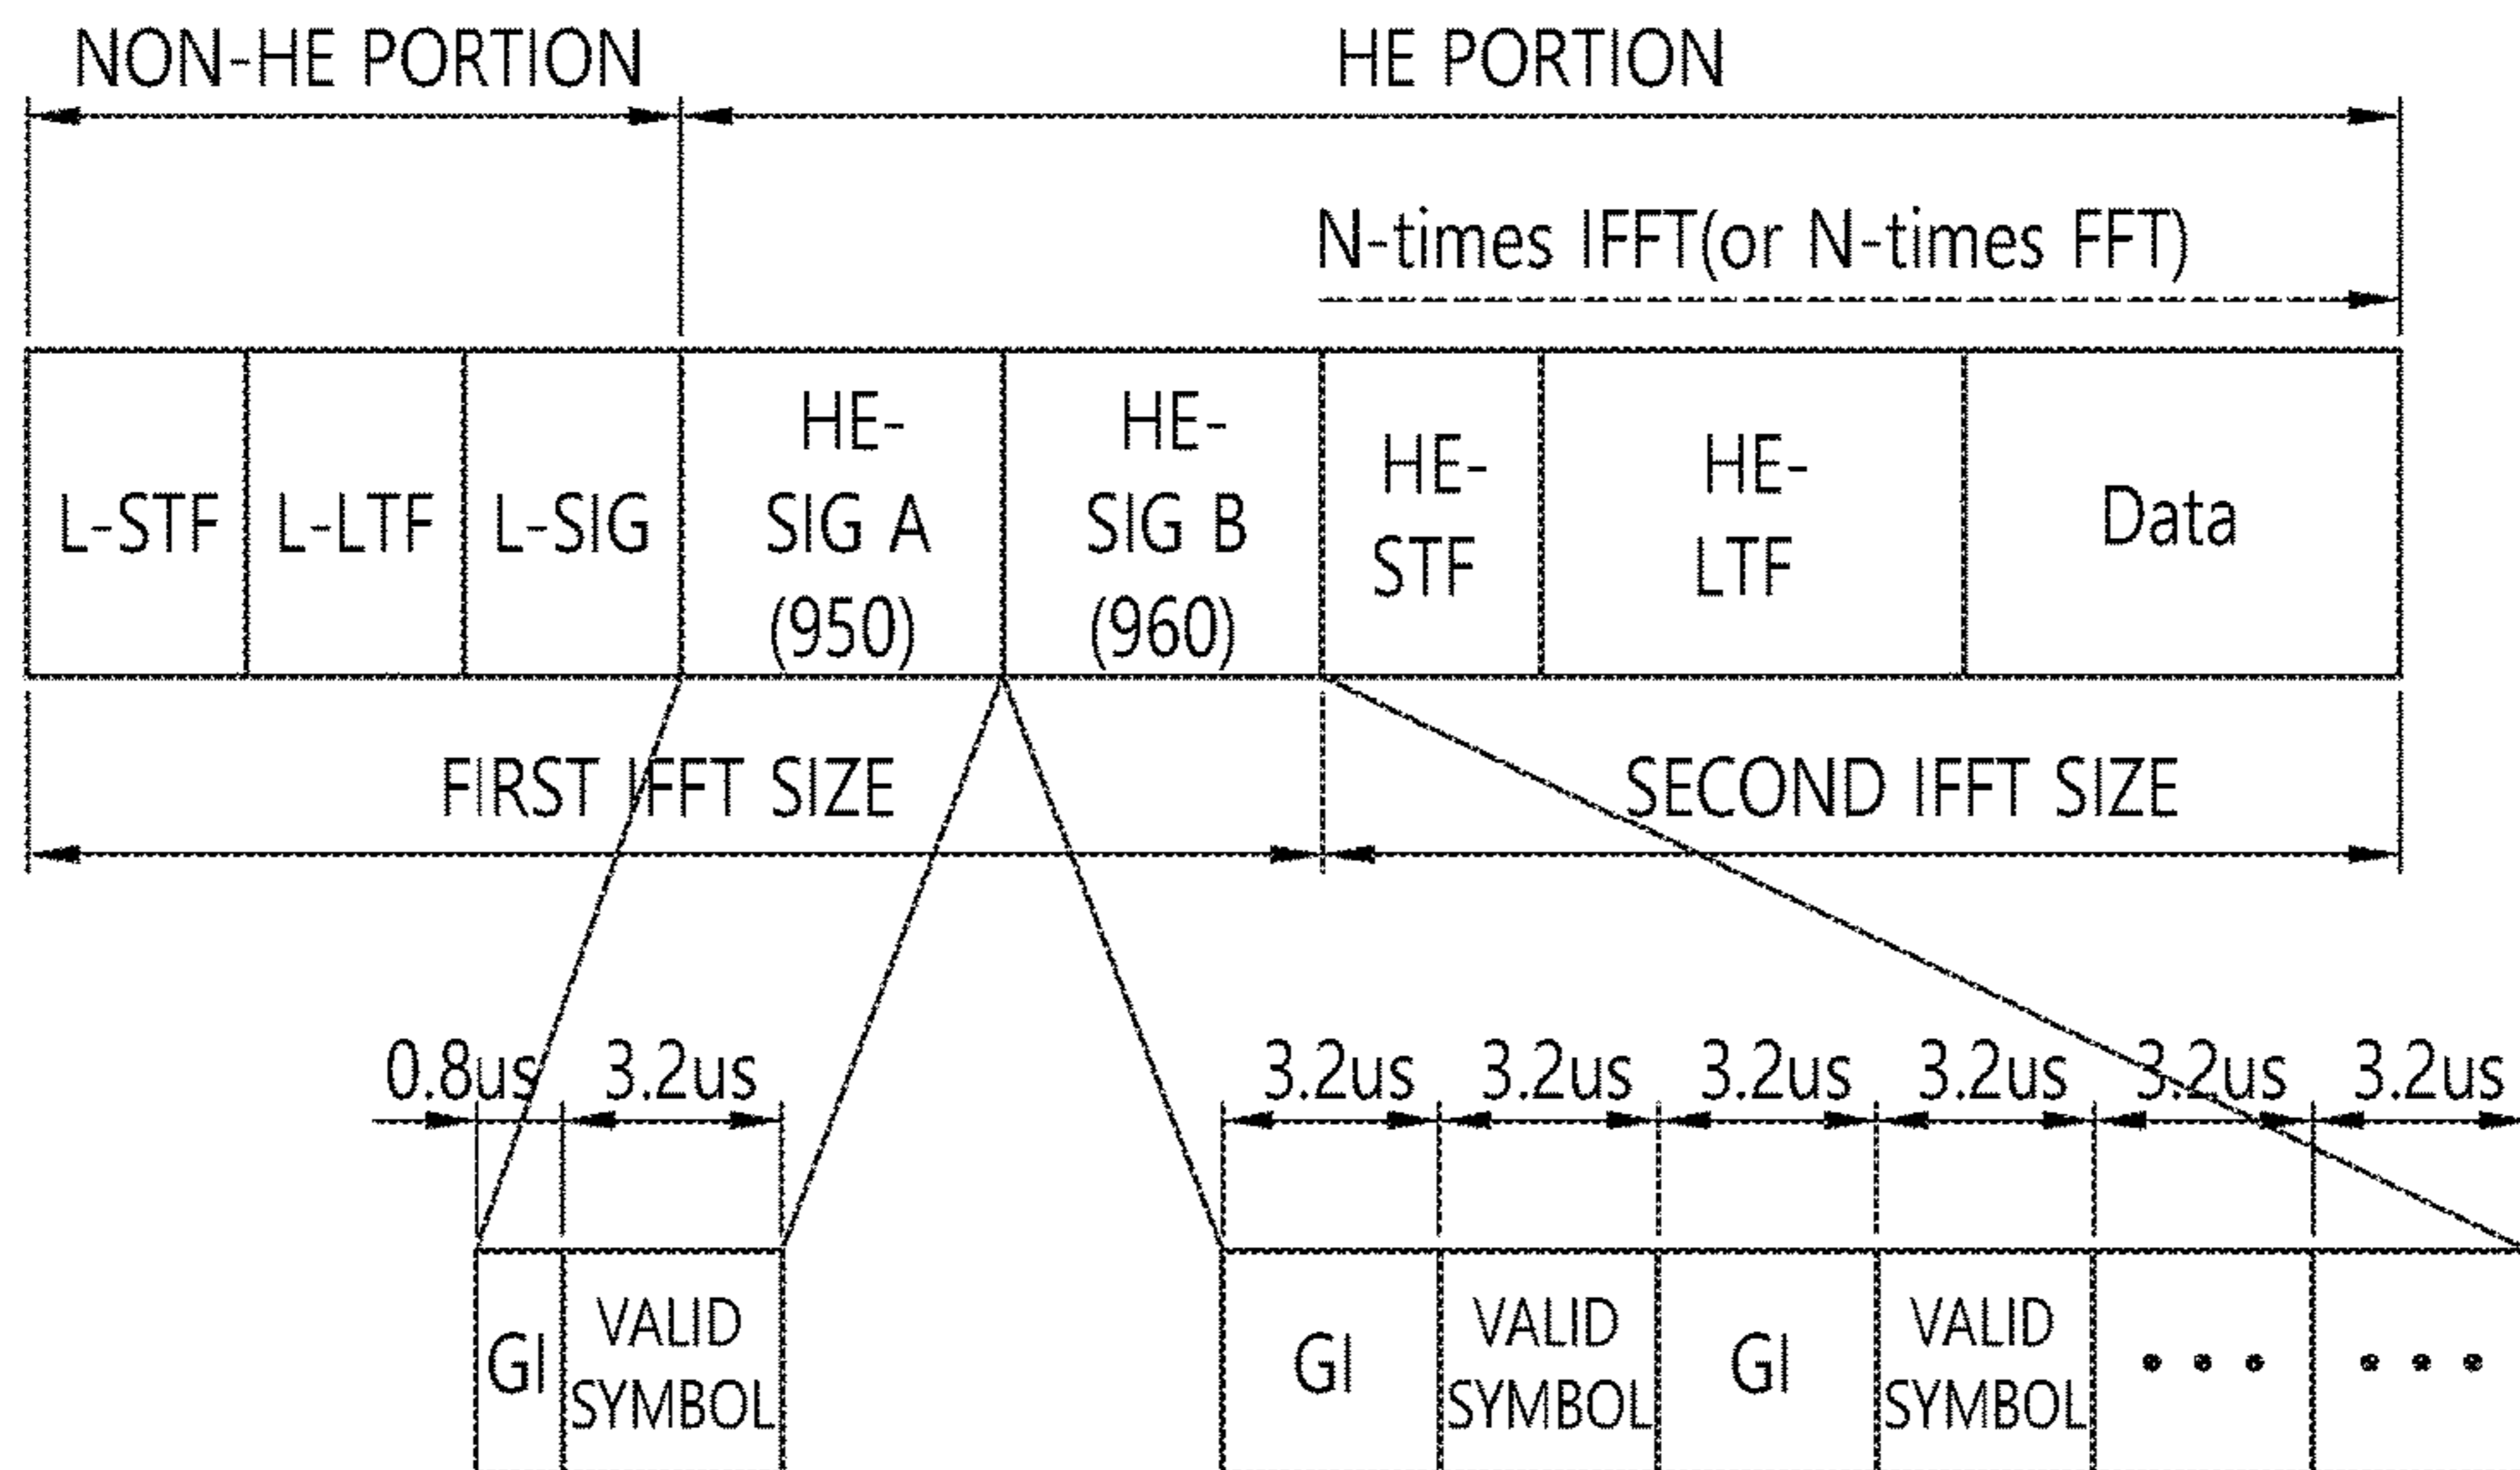 NON-HE PORTION
HE PORTION
N-times IFFT(or N-times FFT)
L-STF
L-LTF
L-SIG
HE-
SIG A
(950)
HE-
SIG B
(960)
HE-
STF
HE-
LTF
Data
FIRST IFFT SIZE
SECOND IFFT SIZE
0.8us
3.2us
3.2us
3.2us
3.2us
3.2us
3.2us
3.2us
GI
VALID
SYMBOL
GI
VALID
SYMBOL
GI
VALID
SYMBOL
• • •
• • •